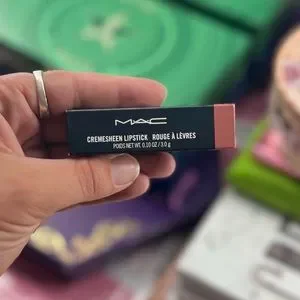 MAC
CREMESHEEN LIPSTICK ROUGE À LÈVRES
POIDS NET WT. 0.10 OZ / 3.0 g